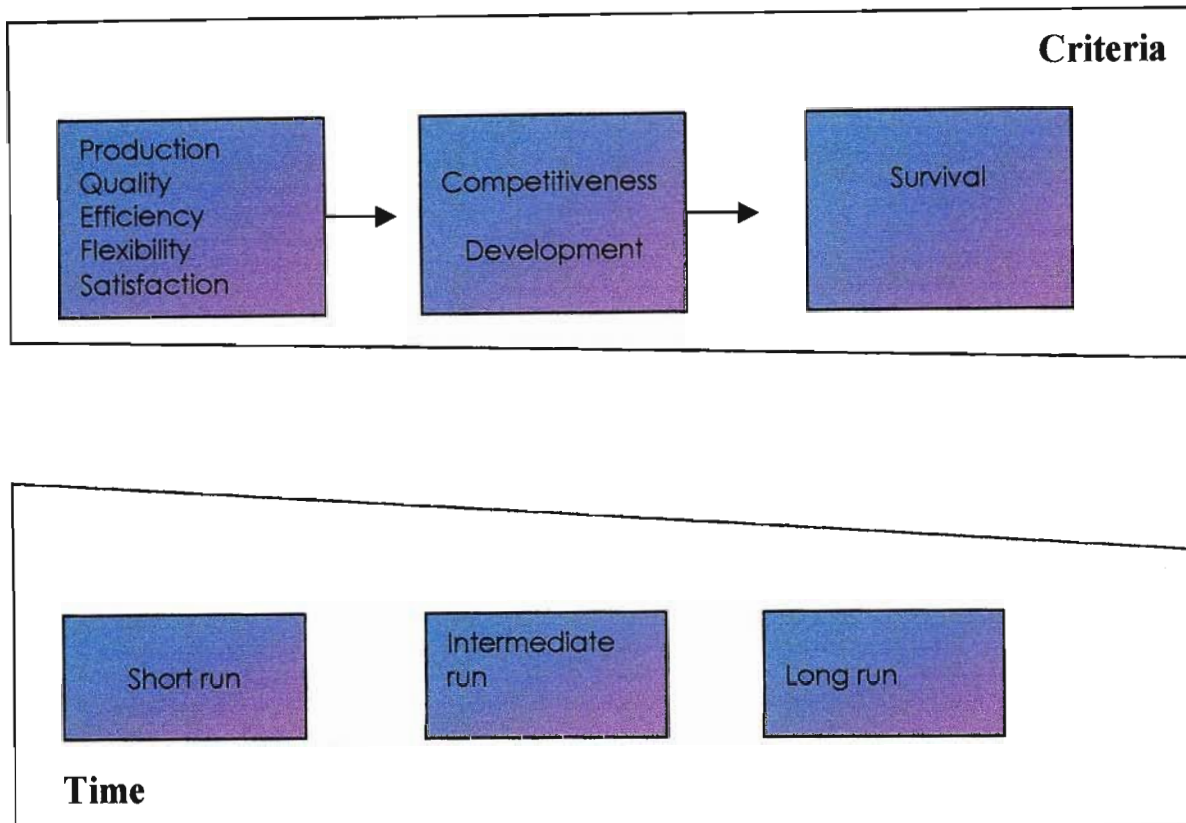 Criteria
Production
Quality
Efficiency
Flexibility
Satisfaction
Competitiveness
Development
Survival
Short run
Intermediate
run
Long run
Time